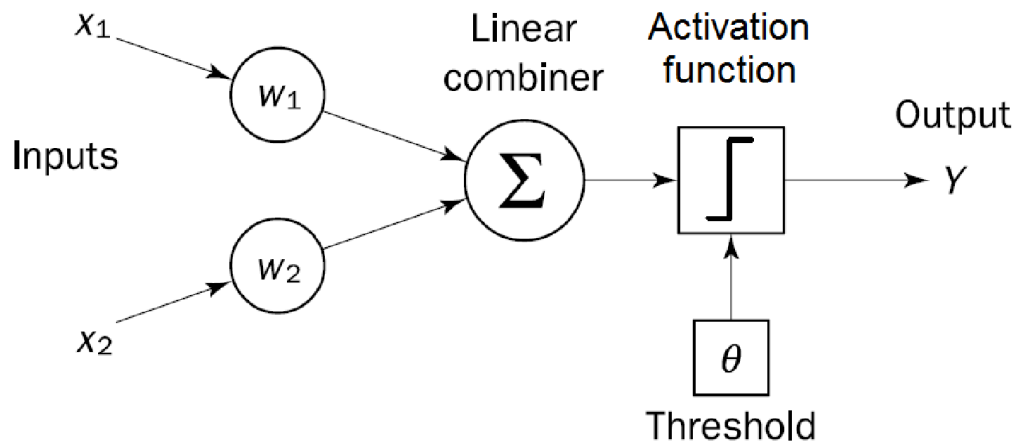 x1
Inputs
x2
w1
w2
Linear
combiner
Σ
Activation
function
θ
Threshold
Output
Y